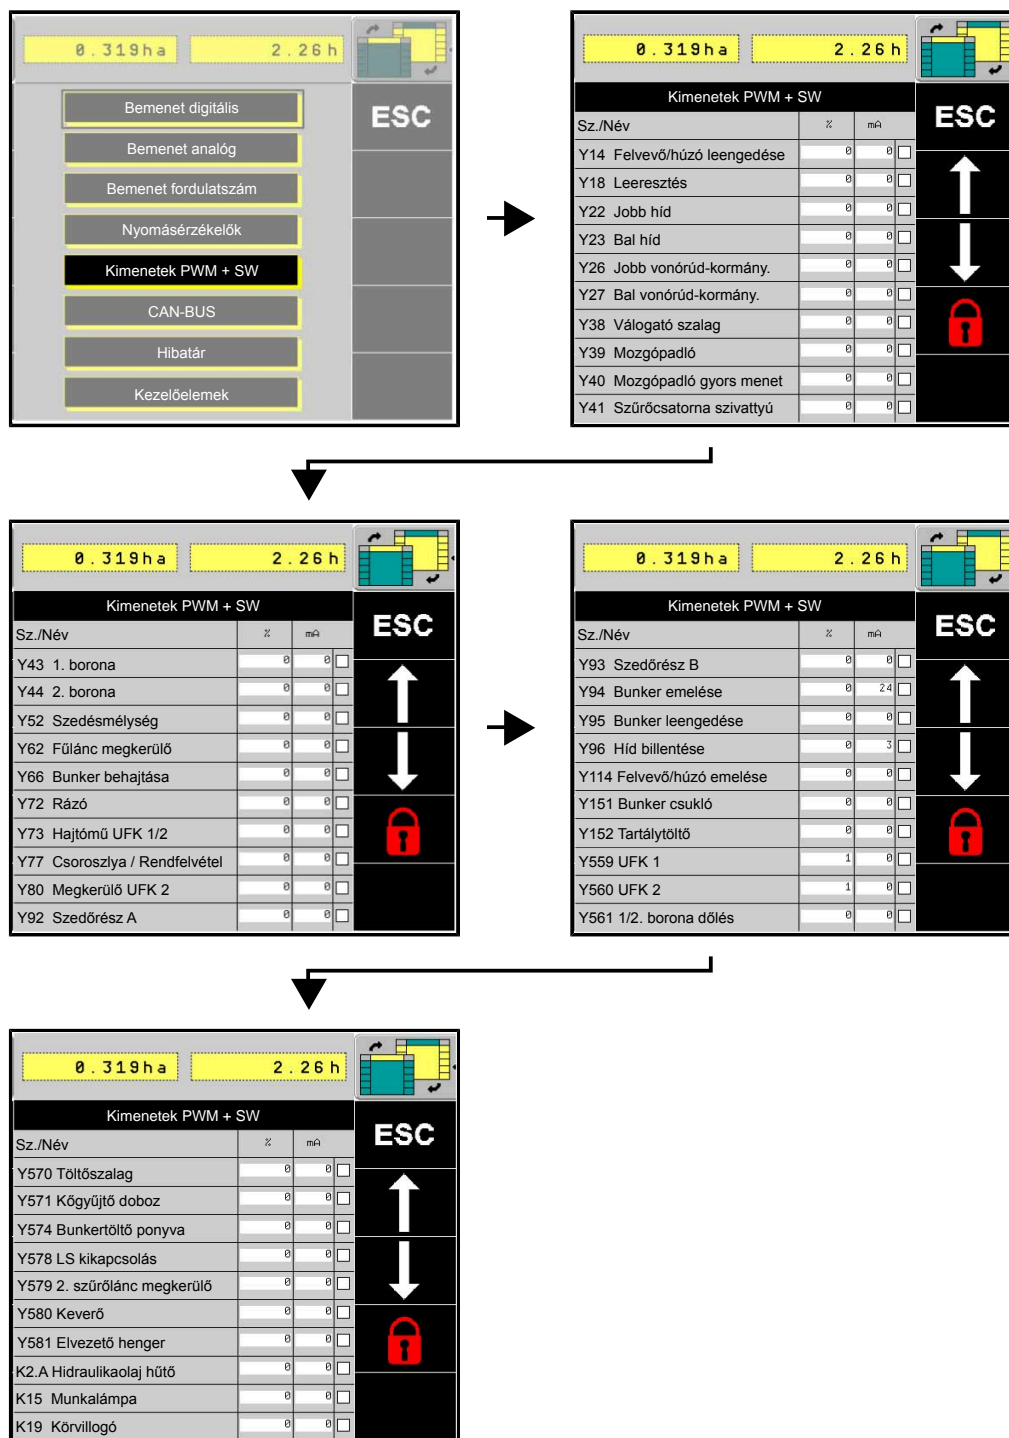 0.319ha 2.26h
ESC
Bemenet digitális
Bemenet analóg
Bemenet fordulatszám
Nyomásérzékelők
Kimenetek PWM + SW
CAN-BUS
Hibatár
Kezelőelemek
0.319ha 2.26h
Kimenetek PWM + SW
ESC
Sz./Név % mA
Y14 Felvevő/húzó leengedése 0 0
Y18 Leeresztés 0 0
Y22 Jobb híd 0 0
Y23 Bal híd 0 0
Y26 Jobb vonórúd-kormány. 0 0
Y27 Bal vonórúd-kormány. 0 0
Y38 Válogató szalag 0 0
Y39 Mozgópadló 0 0
Y40 Mozgópadló gyors menet 0 0
Y41 Szűrőcsatorna szivattyú 0 0
0.319ha 2.26h
Kimenetek PWM + SW
ESC
Sz./Név % mA
Y43 1. borona 0 0
Y44 2. borona 0 0
Y52 Szedésmélység 0 0
Y62 Fűlánc megkerülő 0 0
Y66 Bunker behajtása 0 0
Y72 Rázó 0 0
Y73 Hajtómű UFK 1/2 0 0
Y77 Csoroszlya / Rendfelvétel 0 0
Y80 Megkerülő UFK 2 0 0
Y92 Szedőrész A 0 0
0.319ha 2.26h
Kimenetek PWM + SW
ESC
Sz./Név % mA
Y93 Szedőrész B 0 0
Y94 Bunker emelése 0 24
Y95 Bunker leengedése 0 0
Y96 Híd billentése 0 3
Y114 Felvevő/húzó emelése 0 0
Y151 Bunker csukló 0 0
Y152 Tartálytöltő 0 0
Y559 UFK 1 1 0
Y560 UFK 2 1 0
Y561 1/2. borona dőlés 0 0
0.319ha 2.26h
Kimenetek PWM + SW
ESC
Sz./Név % mA
Y570 Töltőszalag 0 0
Y571 Kőgyűjtő doboz 0 0
Y574 Bunkertöltő ponyva 0 0
Y578 LS kikapcsolás 0 0
Y579 2. szűrőlánc megkerülő 0 0
Y580 Keverő 0 0
Y581 Elvezető henger 0 0
K2.A Hidraulikaolaj hűtő 0 0
K15 Munkalámpa 0 0
K19 Körvillogó 0 0